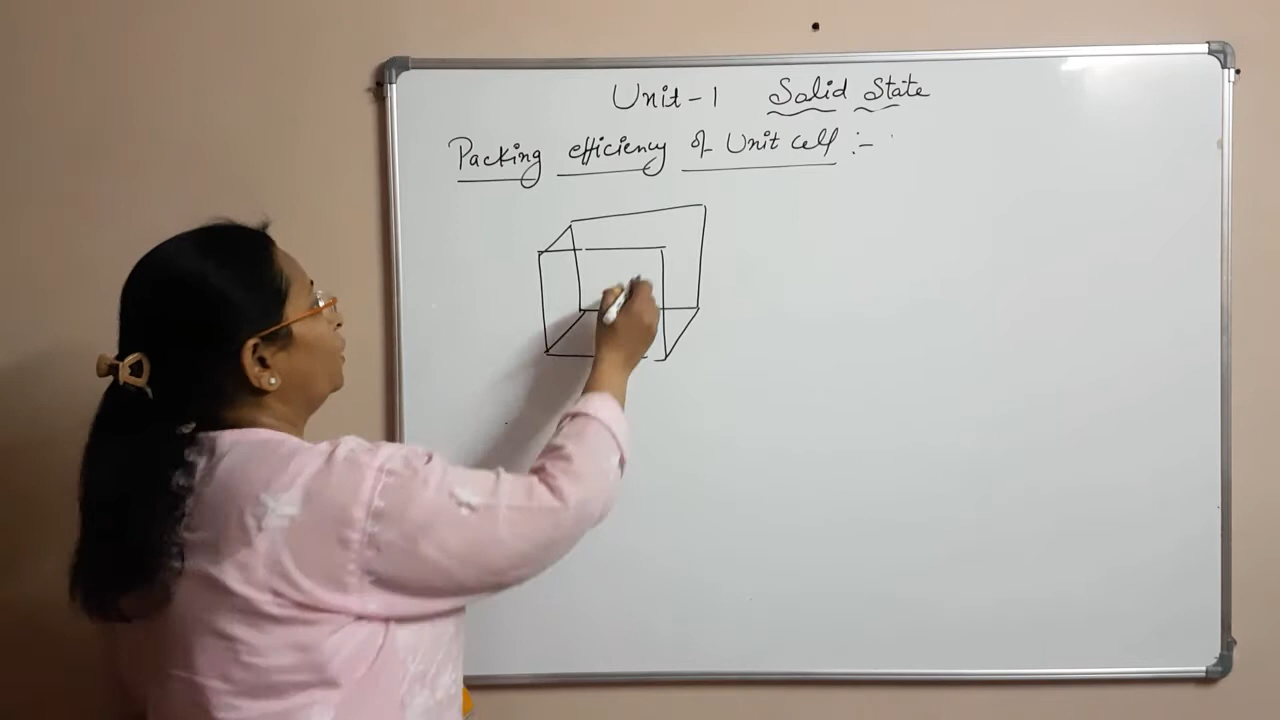 Unit-1 Solid State
Packing efficiency of Unit cell :-